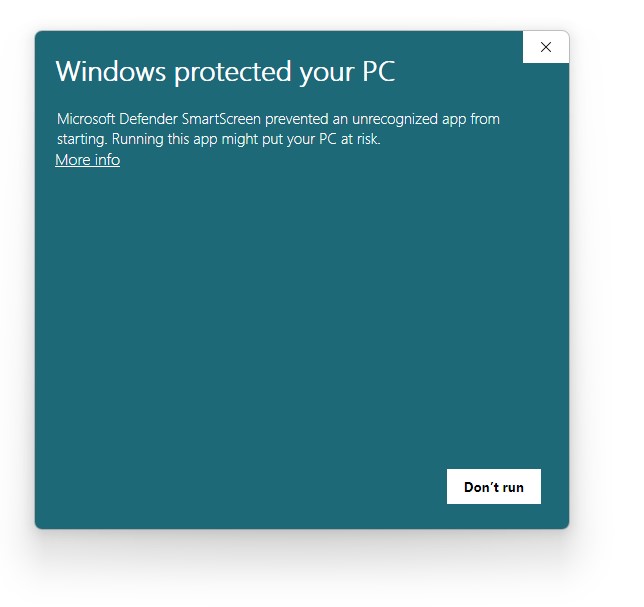 Windows protected your PC
Microsoft Defender SmartScreen prevented an unrecognized app from
starting. Running this app might put your PC at risk.
More info
Don't run